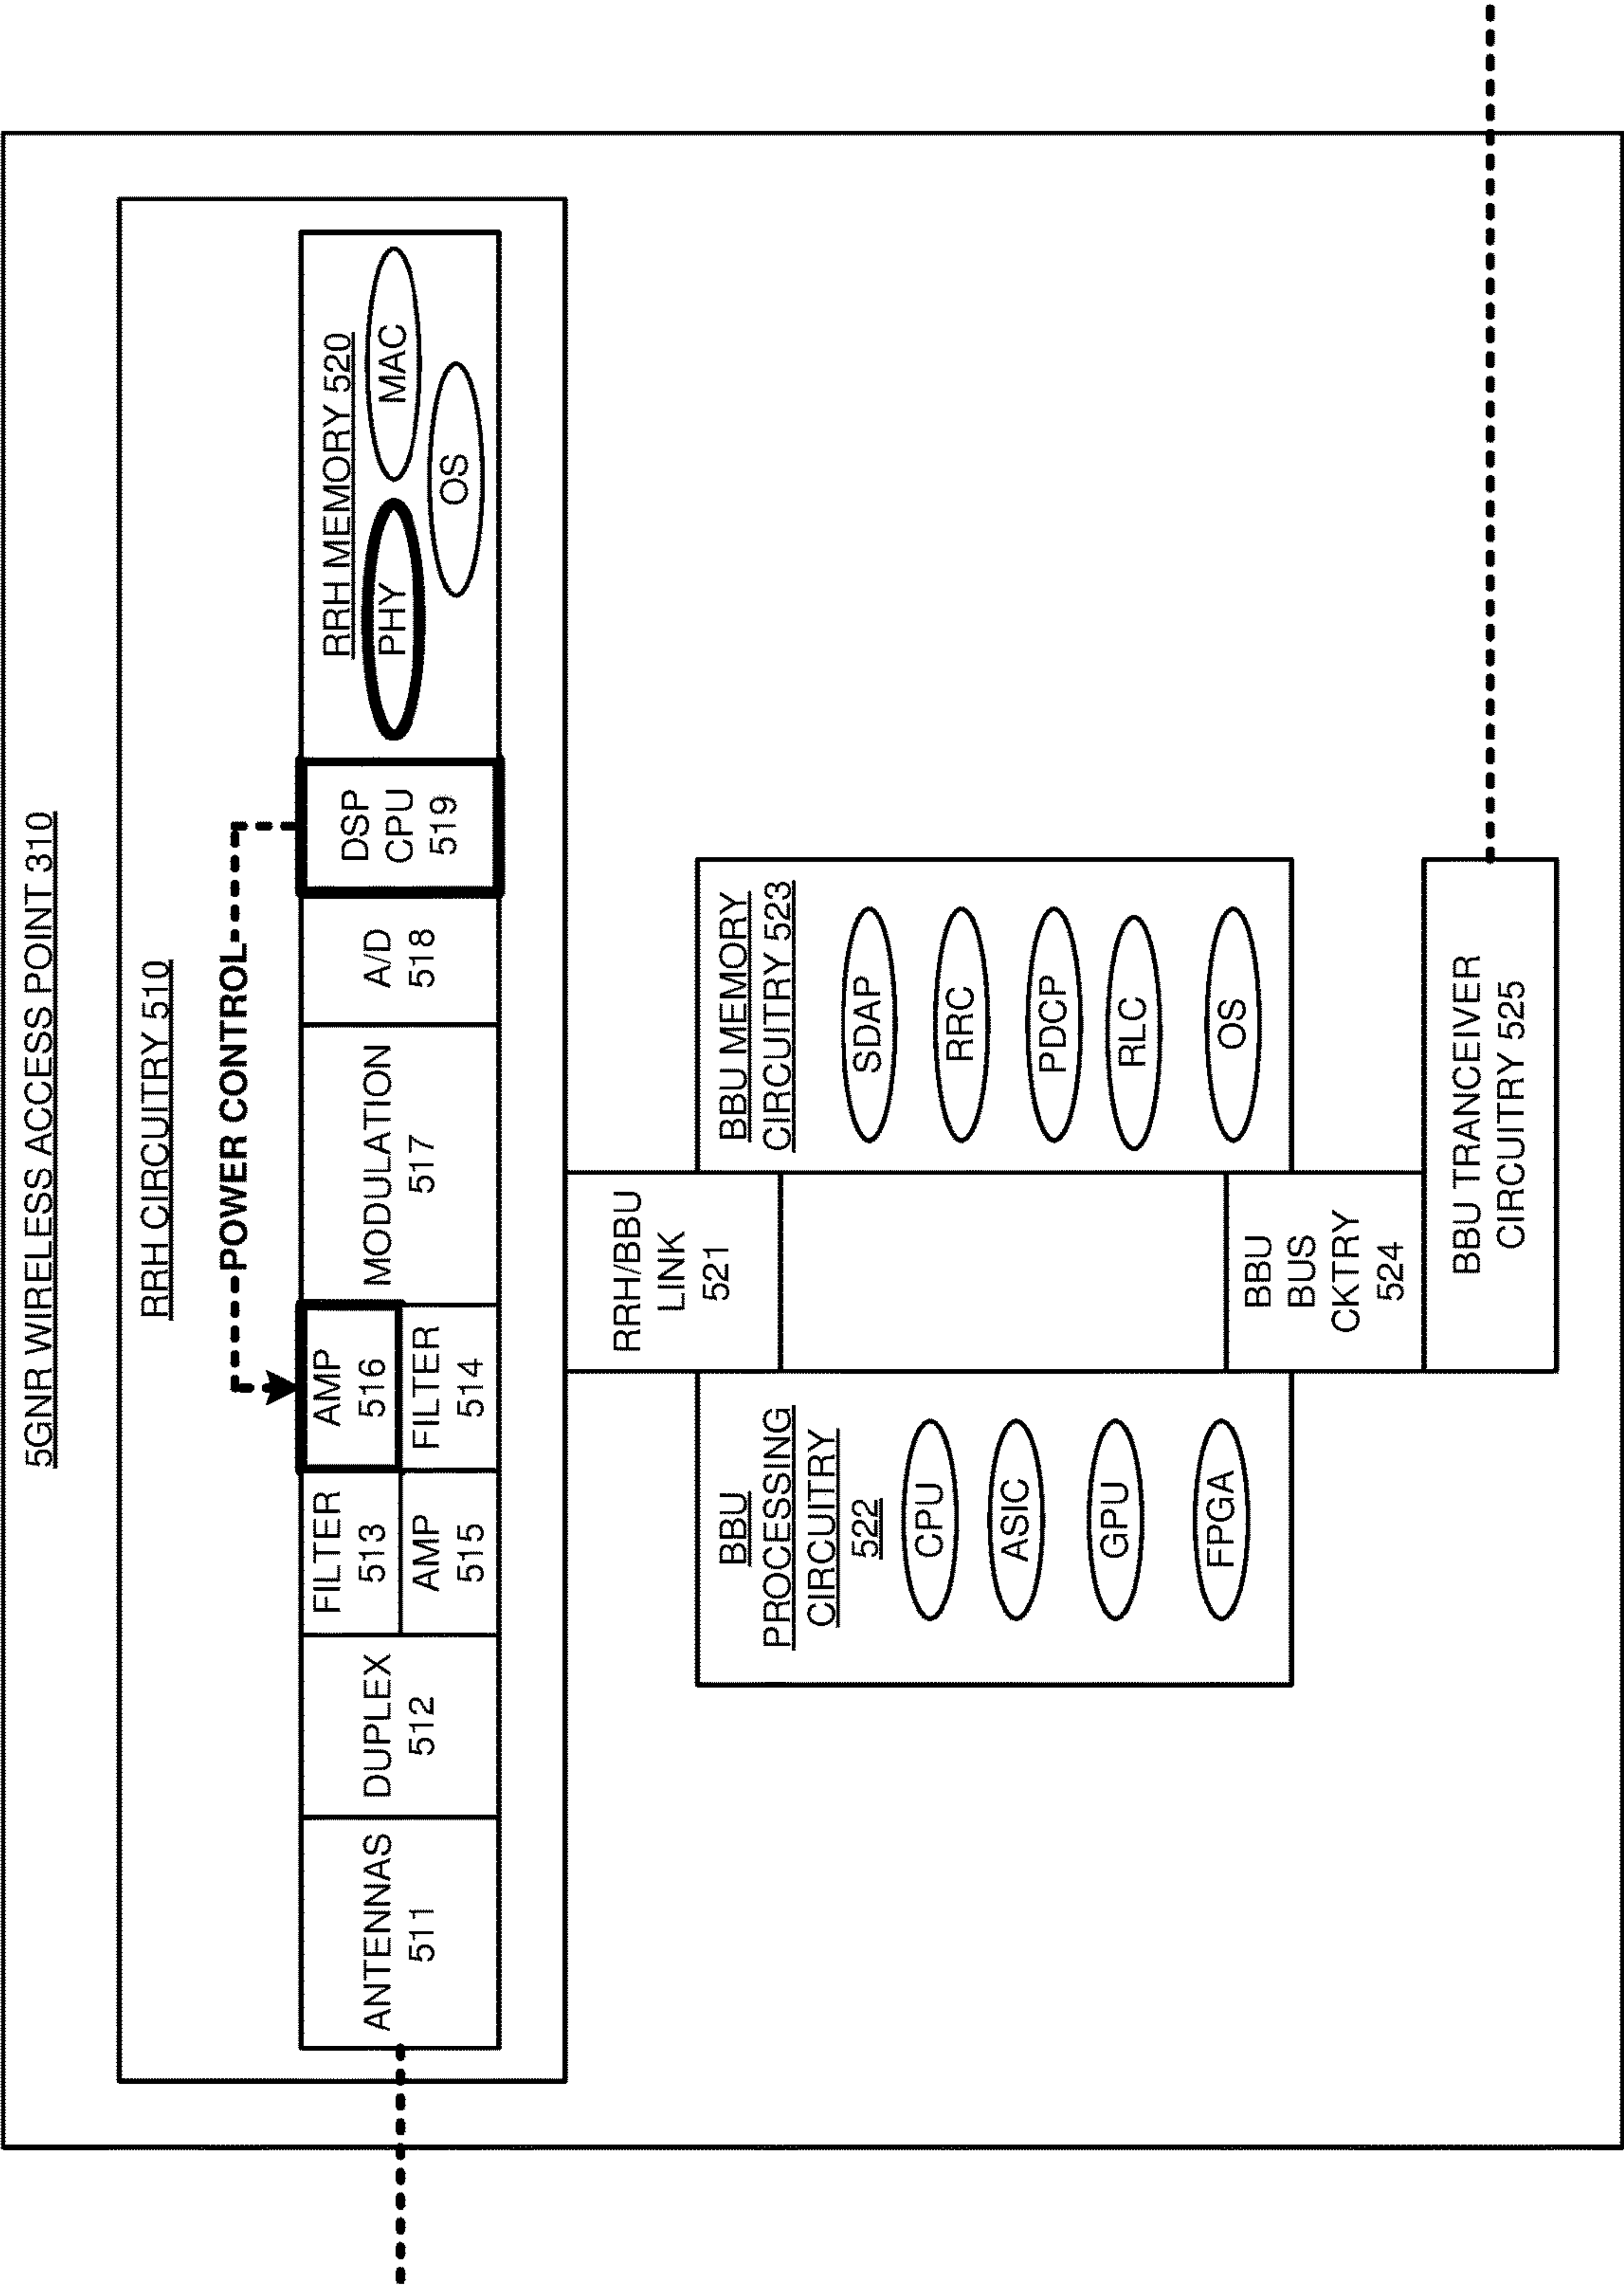 5GNR WIRELESS ACCESS POINT 310
RRH CIRCUITRY 510
POWER CONTROL
ANTENNAS
511
DUPLEX
512
FILTER
513
AMP
515
AMP
516
FILTER
514
MODULATION
517
A/D
518
DSP
CPU
519
RRH MEMORY 520
PHY
MAC
OS
RRH/BBU
LINK
521
BBU
PROCESSING
CIRCUITRY
522
CPU
ASIC
GPU
FPGA
BBU MEMORY
CIRCUITRY 523
SDAP
RRC
PDCP
RLC
OS
BBU
BUS
CKTRY
524
BBU TRANCEIVER
CIRCUITRY 525